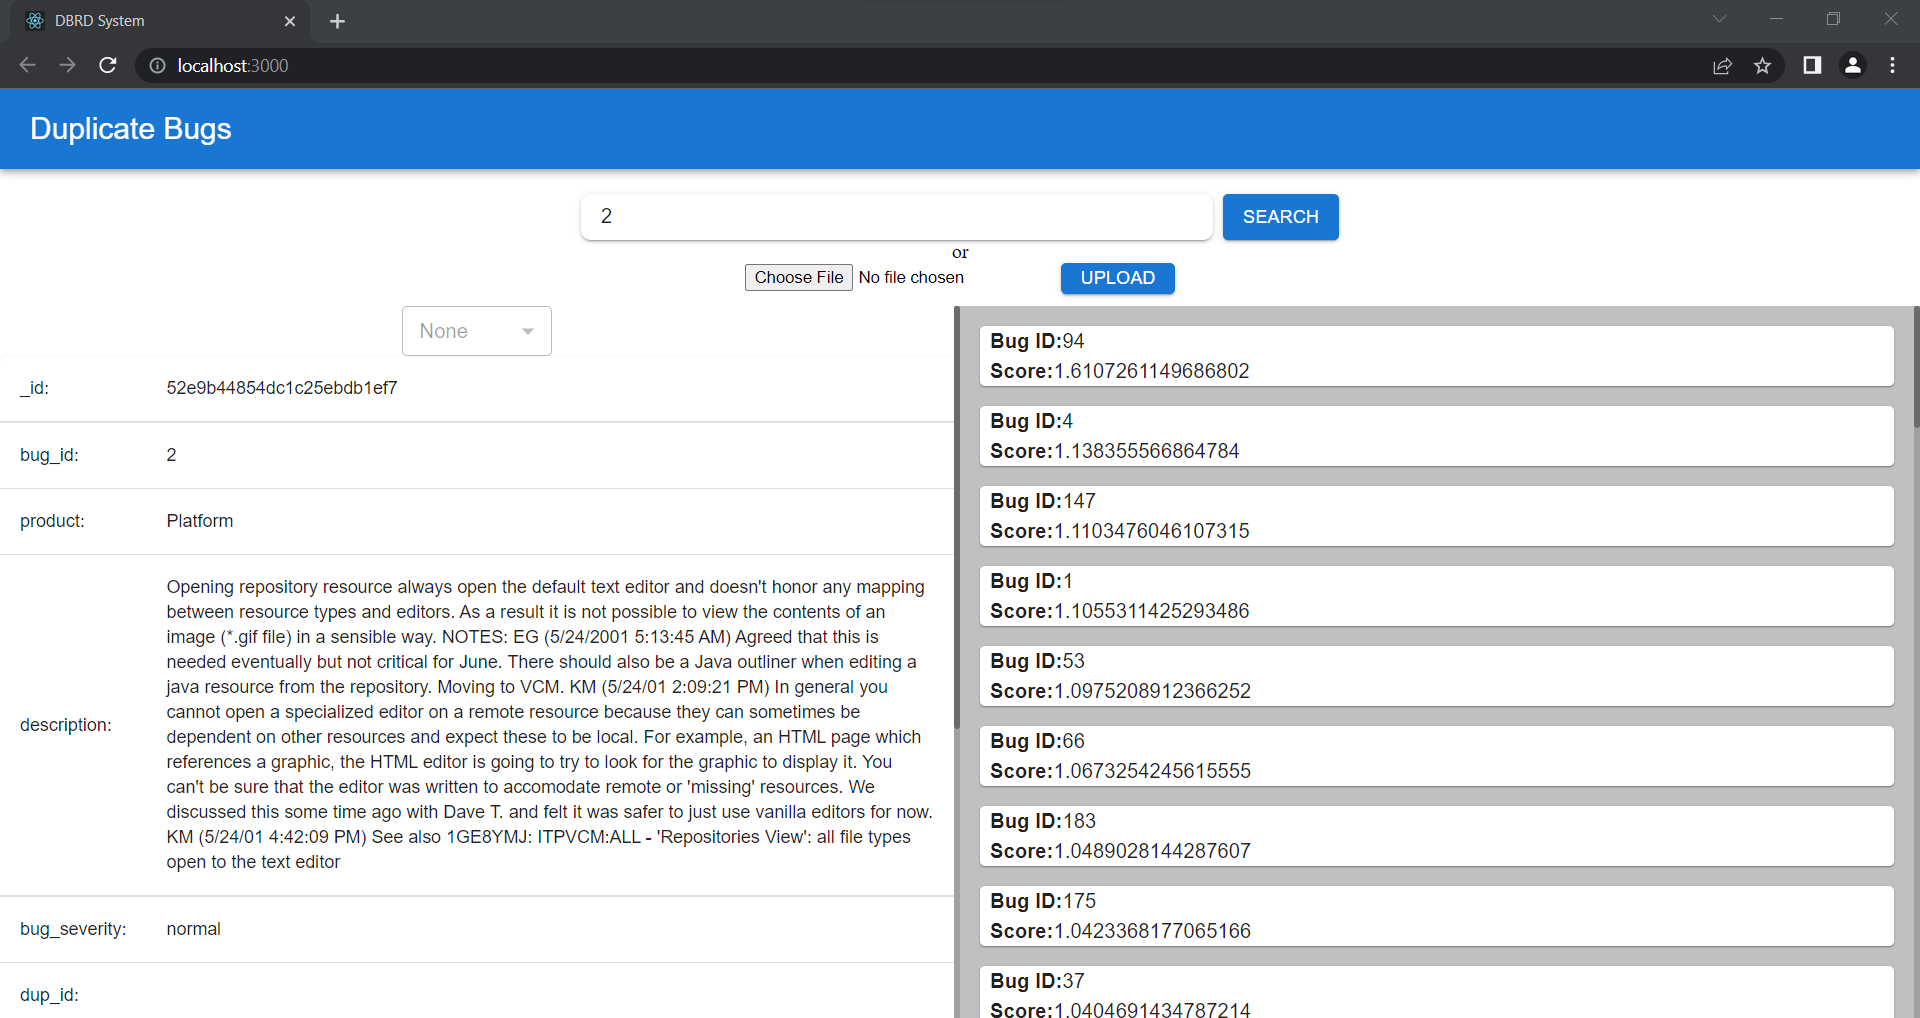 DBRD System
localhost:3000
Duplicate Bugs
2
SEARCH
or
Choose File No file chosen
UPLOAD
None
_id: 52e9b44854dc1c25ebdb1ef7
bug_id: 2
product: Platform
description:
Opening repository resource always open the default text editor and doesn't honor any mapping
between resource types and editors. As a result it is not possible to view the contents of an
image (*.gif file) in a sensible way. NOTES: EG (5/24/2001 5:13:45 AM) Agreed that this is
needed eventually but not critical for June. There should also be a Java outliner when editing a
java resource from the repository. Moving to VCM. KM (5/24/01 2:09:21 PM) In general you
cannot open a specialized editor on a remote resource because they can sometimes be
dependent on other resources and expect these to be local. For example, an HTML page which
references a graphic, the HTML editor is going to try to look for the graphic to display it. You
can't be sure that the editor was written to accomodate remote or 'missing' resources. We
discussed this some time ago with Dave T. and felt it was safer to just use vanilla editors for now.
KM (5/24/01 4:42:09 PM) See also 1GE8YMJ: ITPVCM:ALL - 'Repositories View': all file types
open to the text editor
bug_severity: normal
dup_id:
Bug ID:94
Score:1.6107261149686802
Bug ID:4
Score:1.138355566864784
Bug ID:147
Score:1.1103476046107315
Bug ID:1
Score:1.1055311425293486
Bug ID:53
Score:1.0975208912366252
Bug ID:66
Score:1.0673254245615555
Bug ID:183
Score:1.0489028144287607
Bug ID:175
Score:1.0423368177065166
Bug ID:37
Score:1.0404691434787214